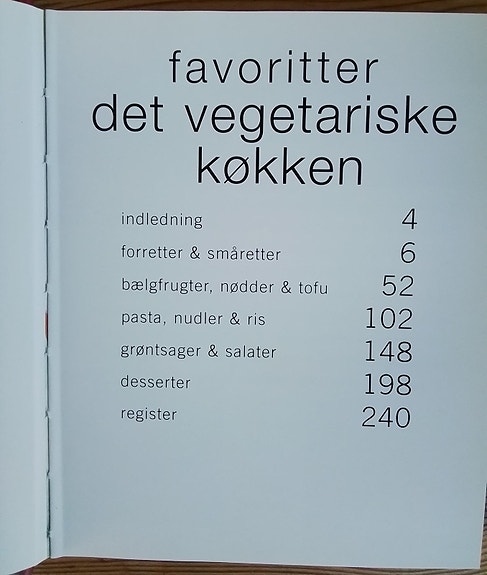 favoritter
det vegetariske
køkken
indledning 4
forretter & småretter 6
bælgfrugter, nødder & tofu 52
pasta, nudler & ris 102
grøntsager & salater 148
desserter 198
register 240